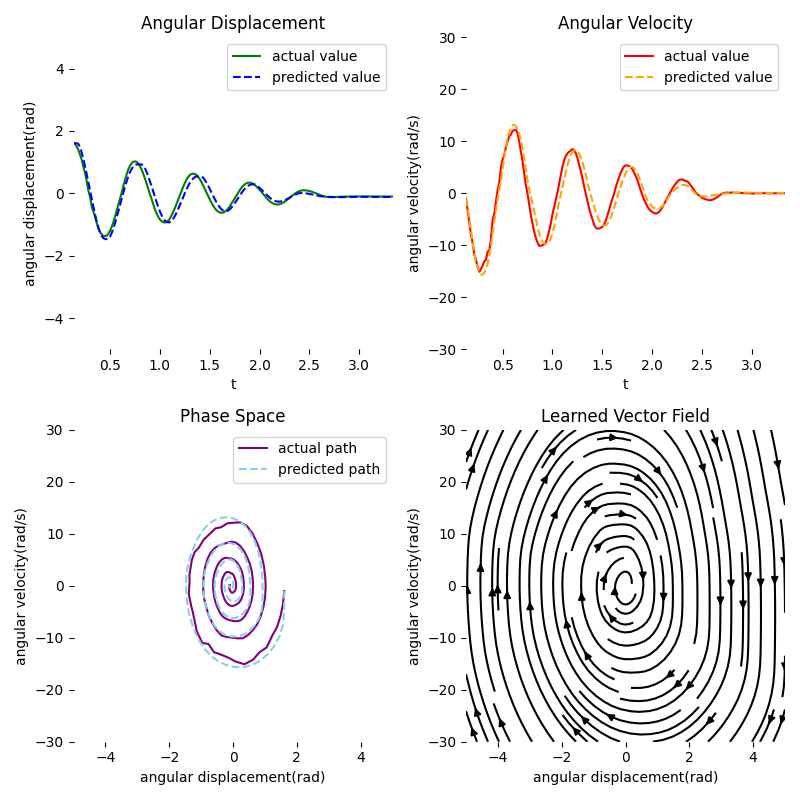 Angular Displacement
actual value
predicted value
angular displacement(rad)
4
2
0
−2
−4
0.5 1.0 1.5 2.0 2.5 3.0
t
Angular Velocity
actual value
predicted value
angular velocity(rad/s)
30
20
10
0
−10
−20
−30
0.5 1.0 1.5 2.0 2.5 3.0
t
Phase Space
actual path
predicted path
angular velocity(rad/s)
30
20
10
0
−10
−20
−30
−4 −2 0 2 4
angular displacement(rad)
Learned Vector Field
angular velocity(rad/s)
30
20
10
0
−10
−20
−30
−4 −2 0 2 4
angular displacement(rad)